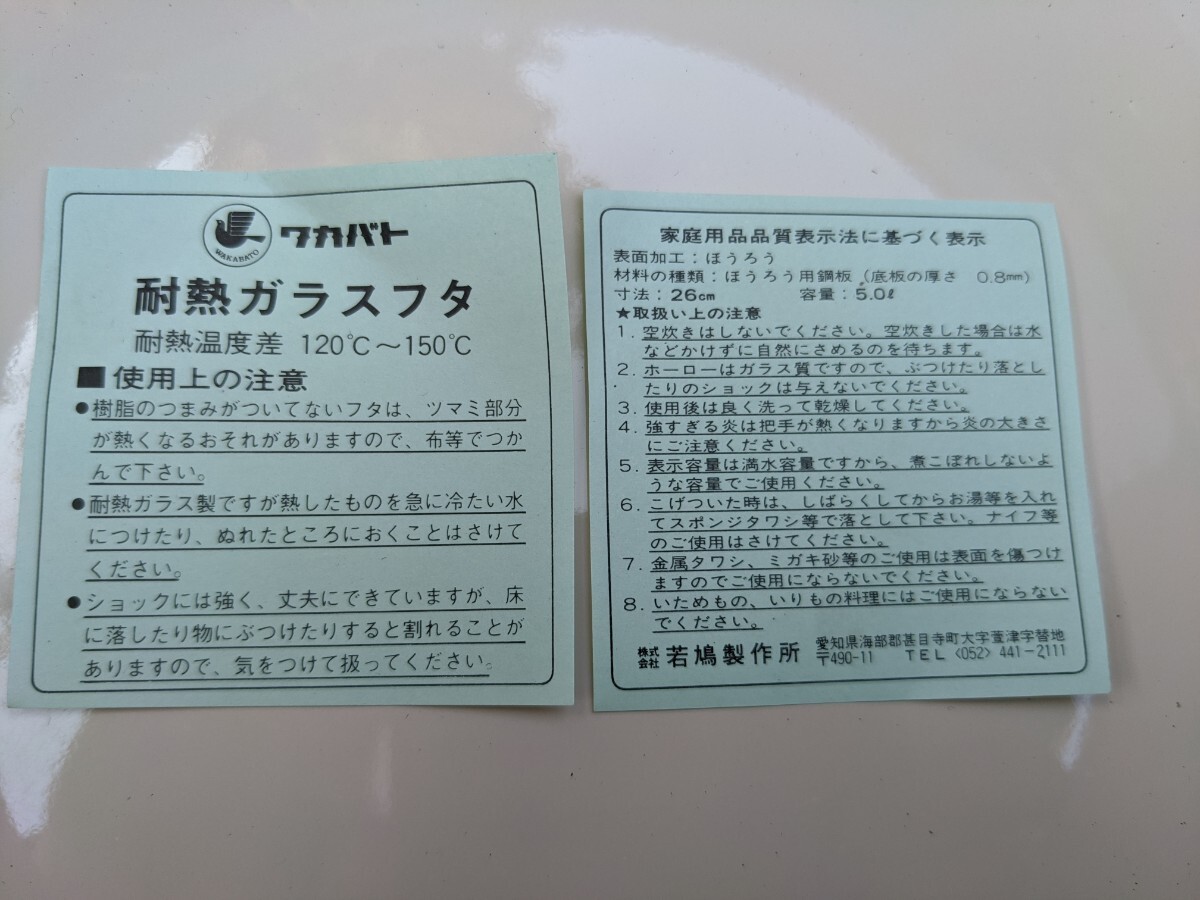 WAKABATO
ワカバト
耐熱ガラスフタ
耐熱温度差 120℃～150℃
■使用上の注意
●樹脂のつまみがついてないフタは、ツマミ部分
が熱くなるおそれがありますので、布等でつか
んで下さい。
●耐熱ガラス製ですが熱したものを急に冷たい水
につけたり、ぬれたところにおくことはさけて
ください。
●ショックには強く、丈夫にできていますが、床
に落したり物にぶつけたりすると割れることが
ありますので、気をつけて扱ってください。
家庭用品品質表示法に基づく表示
表面加工：ほうろう
材料の種類：ほうろう用鋼板（底板の厚さ 0.8mm）
寸法：26cm 容量：5.0ℓ
★取扱い上の注意
1. 空炊きはしないでください。空炊きした場合は水
などかけずに自然にさめるのを待ちます。
2. ホーローはガラス質ですので、ぶつけたり落とし
たりのショックは与えないでください。
3. 使用後は良く洗って乾燥してください。
4. 強すぎる炎は把手が熱くなりますから炎の大きさ
にご注意ください。
5. 表示容量は満水容量ですから、煮こぼれしないよ
うな容量でご使用ください。
6. こげついた時は、しばらくしてからお湯等を入れ
てスポンジタワシ等で落として下さい。ナイフ等
のご使用はさけてください。
7. 金属タワシ、ミガキ砂等のご使用は表面を傷つけ
ますのでご使用にならないでください。
8. いためもの、いりもの料理にはご使用にならない
でください。
株式会社 若鳩製作所 愛知県海部郡甚目寺町大字萱津字替地
〒490-11 TEL〈052〉441-2111